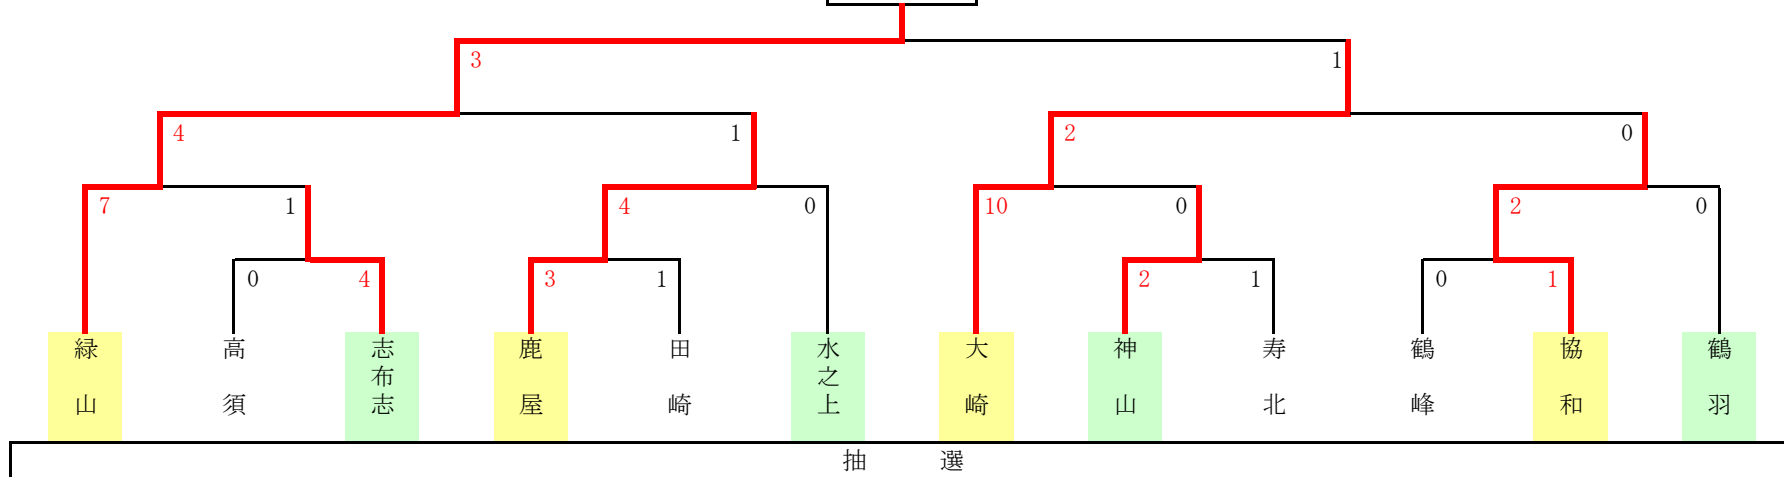 3 1
4 1 2 0
7 1 4 0 10 0 2 0
0 4 3 1 2 1 0 1
緑山 高須 志布志 鹿屋 田崎 水之上 大崎 神山 寿北 鶴峰 協和 鶴羽
抽 選